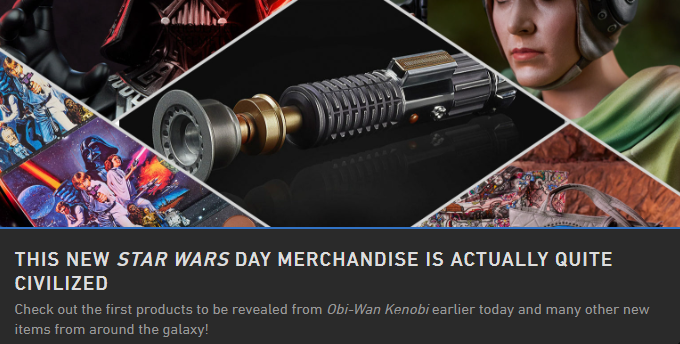 THIS NEW STAR WARS DAY MERCHANDISE IS ACTUALLY QUITE
CIVILIZED
Check out the first products to be revealed from Obi-Wan Kenobi earlier today and many other new
items from around the galaxy!